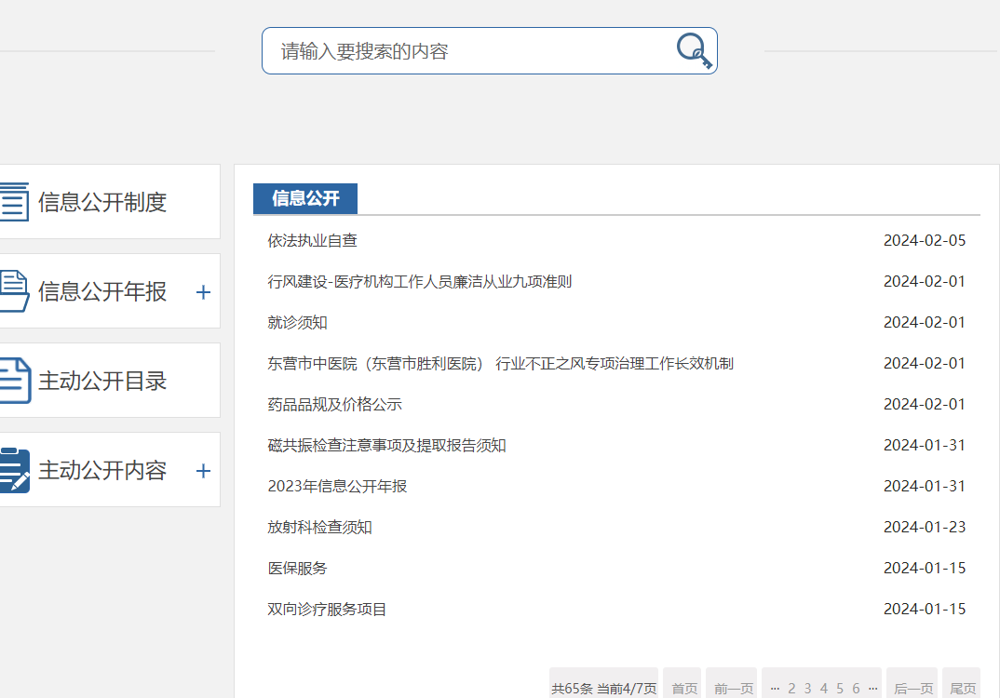 请输入要搜索的内容
信息公开制度
信息公开年报 +
主动公开目录
主动公开内容 +
信息公开
依法执业自查 2024-02-05
行风建设-医疗机构工作人员廉洁从业九项准则 2024-02-01
就诊须知 2024-02-01
东营市中医院（东营市胜利医院） 行业不正之风专项治理工作长效机制 2024-02-01
药品品规及价格公示 2024-02-01
磁共振检查注意事项及提取报告须知 2024-01-31
2023年信息公开年报 2024-01-31
放射科检查须知 2024-01-23
医保服务 2024-01-15
双向诊疗服务项目 2024-01-15
共65条 当前4/7页 首页 前一页 ... 2 3 4 5 6 ... 后一页 尾页